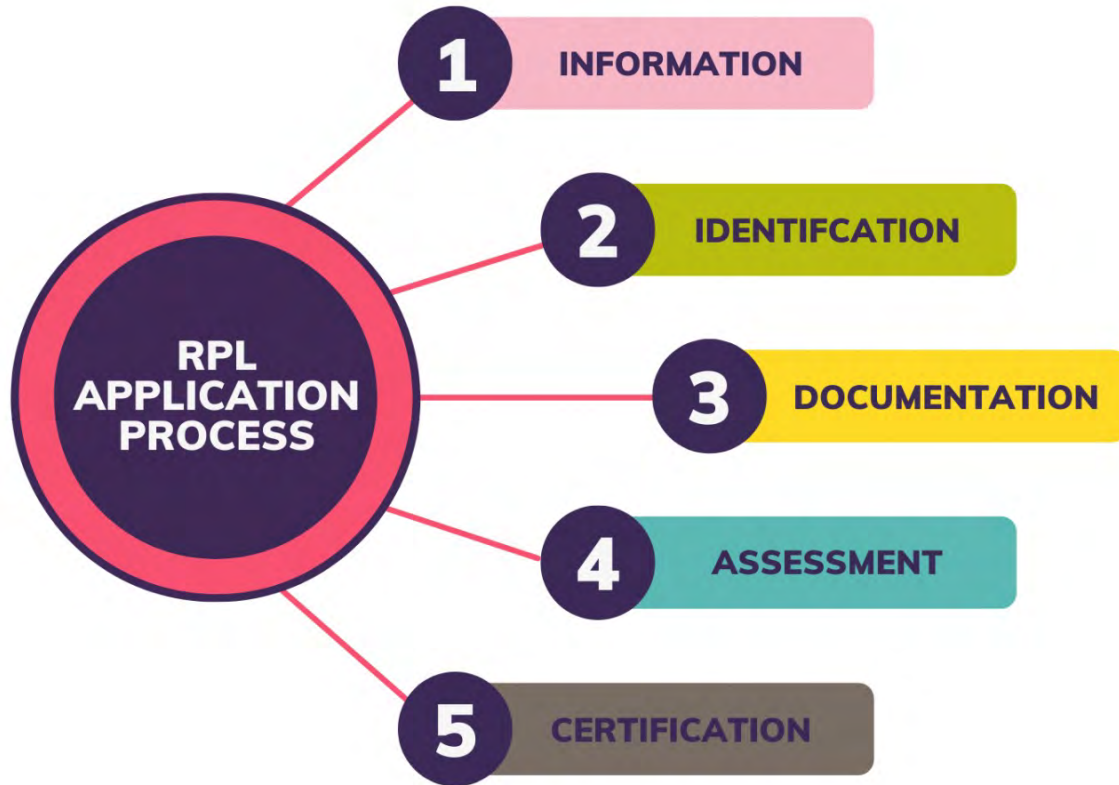 1
INFORMATION
2
IDENTIFCATION
RPL
APPLICATION
PROCESS
3
DOCUMENTATION
4
ASSESSMENT
5
CERTIFICATION